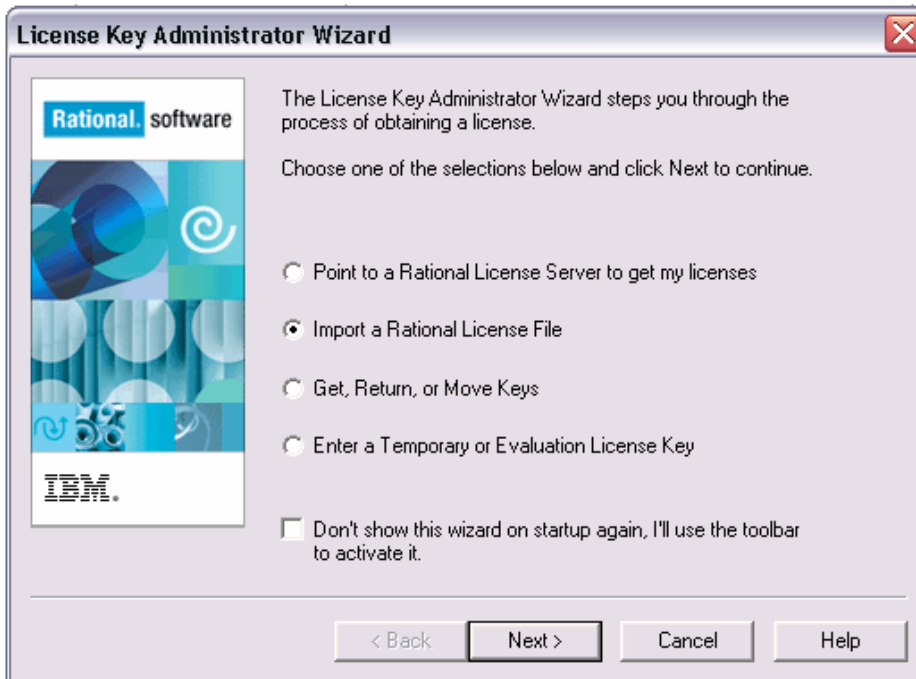 License Key Administrator Wizard
Rational. software
The License Key Administrator Wizard steps you through the
process of obtaining a license.
Choose one of the selections below and click Next to continue.
Point to a Rational License Server to get my licenses
Import a Rational License File
Get, Return, or Move Keys
Enter a Temporary or Evaluation License Key
IBM.
Don't show this wizard on startup again, I'll use the toolbar
to activate it.
< Back
Next >
Cancel
Help